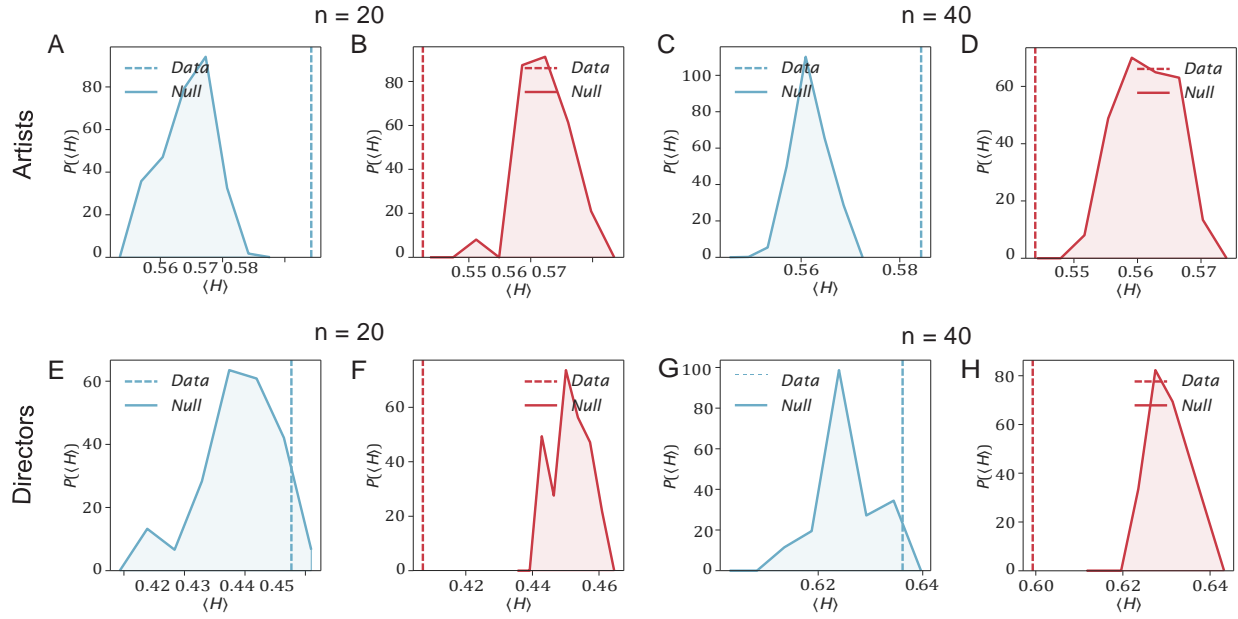 n = 20
n = 40
Artists
A
Data
Null
P(⟨H⟩)
80
60
40
20
0
0.56 0.57 0.58
⟨H⟩
B
Data
Null
P(⟨H⟩)
80
60
40
20
0
0.55 0.56 0.57
⟨H⟩
C
Data
Null
P(⟨H⟩)
100
80
60
40
20
0
0.56 0.58
⟨H⟩
D
Data
Null
P(⟨H⟩)
60
40
20
0
0.55 0.56 0.57
⟨H⟩
n = 20
n = 40
Directors
E
Data
Null
P(⟨H⟩)
60
40
20
0
0.42 0.43 0.44 0.45
⟨H⟩
F
Data
Null
P(⟨H⟩)
60
40
20
0
0.42 0.44 0.46
⟨H⟩
G
Data
Null
P(⟨H⟩)
100
80
60
40
20
0
0.62 0.64
⟨H⟩
H
Data
Null
P(⟨H⟩)
80
60
40
20
0
0.60 0.62 0.64
⟨H⟩